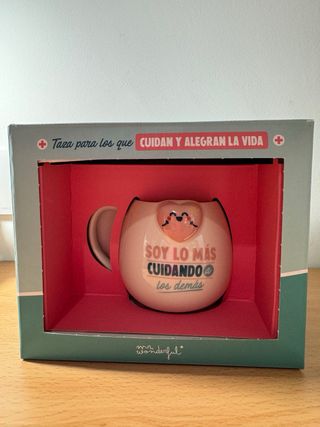 Taza para los que CUIDAN Y ALEGRAN LA VIDA
SOY LO MÁS
CUIDANDO a
los demás
mr.
wonderful*